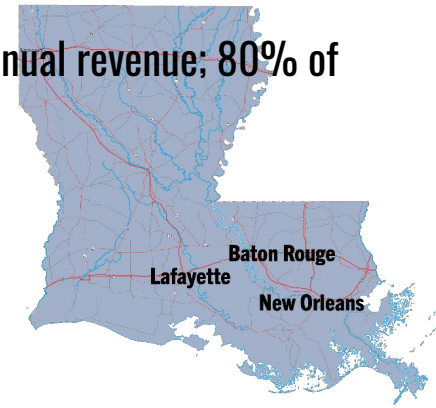 nual revenue; 80% of
Baton Rouge
Lafayette
New Orleans